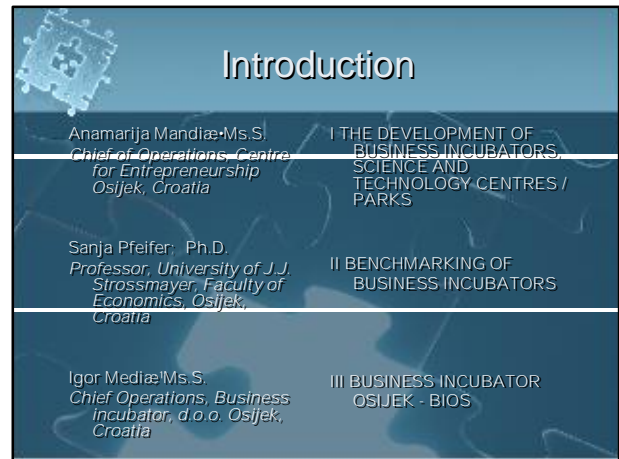 Introduction
Anamarija Mandiæ•Ms.S.
Chief of Operations, Centre
for Entrepreneurship
Osijek, Croatia
I THE DEVELOPMENT OF
BUSINESS INCUBATORS,
SCIENCE AND
TECHNOLOGY CENTRES /
PARKS
Sanja Pfeifer: Ph.D.
Professor, University of J.J.
Strossmayer, Faculty of
Economics, Osijek,
Croatia
II BENCHMARKING OF
BUSINESS INCUBATORS
Igor Mediæ¹Ms.S.
Chief Operations, Business
incubator, d.o.o. Osijek,
Croatia
III BUSINESS INCUBATOR
OSIJEK - BIOS